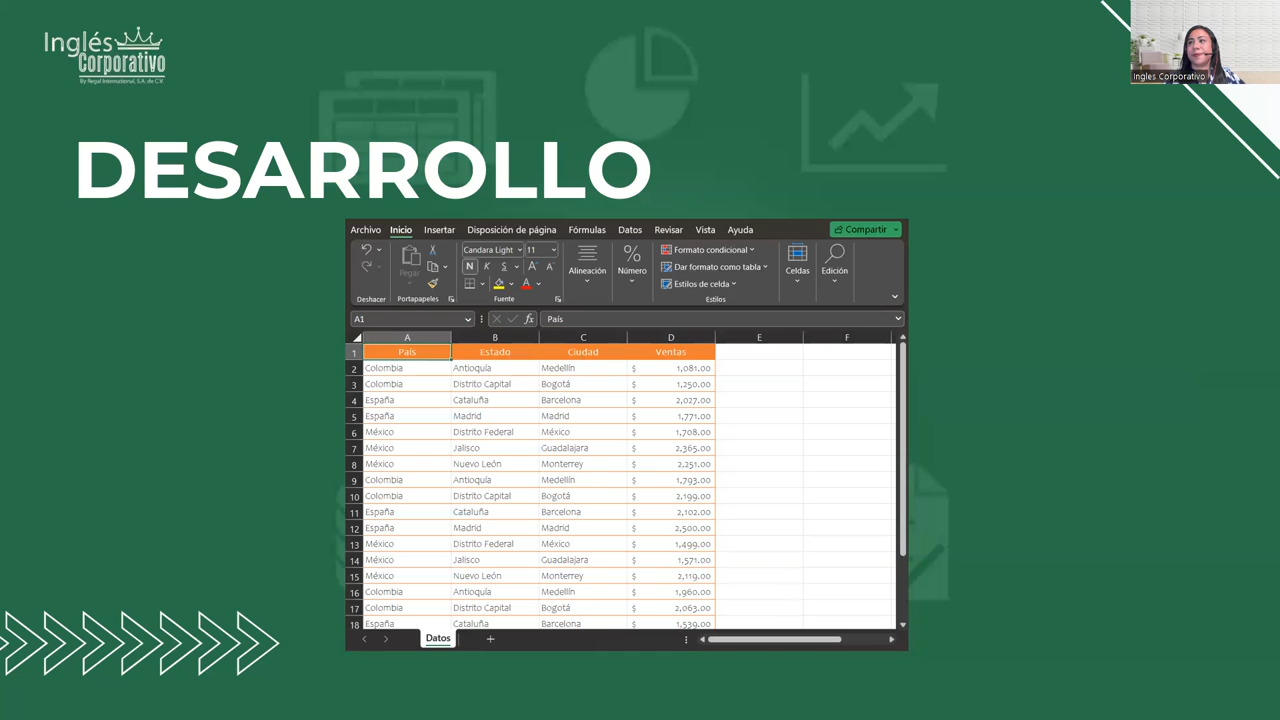 Inglés
Corporativo
By Regal International, S.A. de C.V.
Ingles Corporativo
DESARROLLO
Archivo Inicio Insertar Disposición de página Fórmulas Datos Revisar Vista Ayuda Compartir
Candara Light 11
Pegar
N K S A A
Alineación Número
Formato condicional
Dar formato como tabla
Estilos de celda
Celdas Edición
Deshacer Portapapeles Fuente Estilos
A1 fx País
A B C D E F
1 País Estado Ciudad Ventas
2 Colombia Antioquía Medellín $ 1,081.00
3 Colombia Distrito Capital Bogotá $ 1,250.00
4 España Cataluña Barcelona $ 2,027.00
5 España Madrid Madrid $ 1,771.00
6 México Distrito Federal México $ 1,708.00
7 México Jalisco Guadalajara $ 2,365.00
8 México Nuevo León Monterrey $ 2,251.00
9 Colombia Antioquía Medellín $ 1,793.00
10 Colombia Distrito Capital Bogotá $ 2,199.00
11 España Cataluña Barcelona $ 2,102.00
12 España Madrid Madrid $ 2,500.00
13 México Distrito Federal México $ 1,499.00
14 México Jalisco Guadalajara $ 1,571.00
15 México Nuevo León Monterrey $ 2,119.00
16 Colombia Antioquía Medellín $ 1,960.00
17 Colombia Distrito Capital Bogotá $ 2,063.00
18 España Cataluña Barcelona $ 1,539.00
Datos